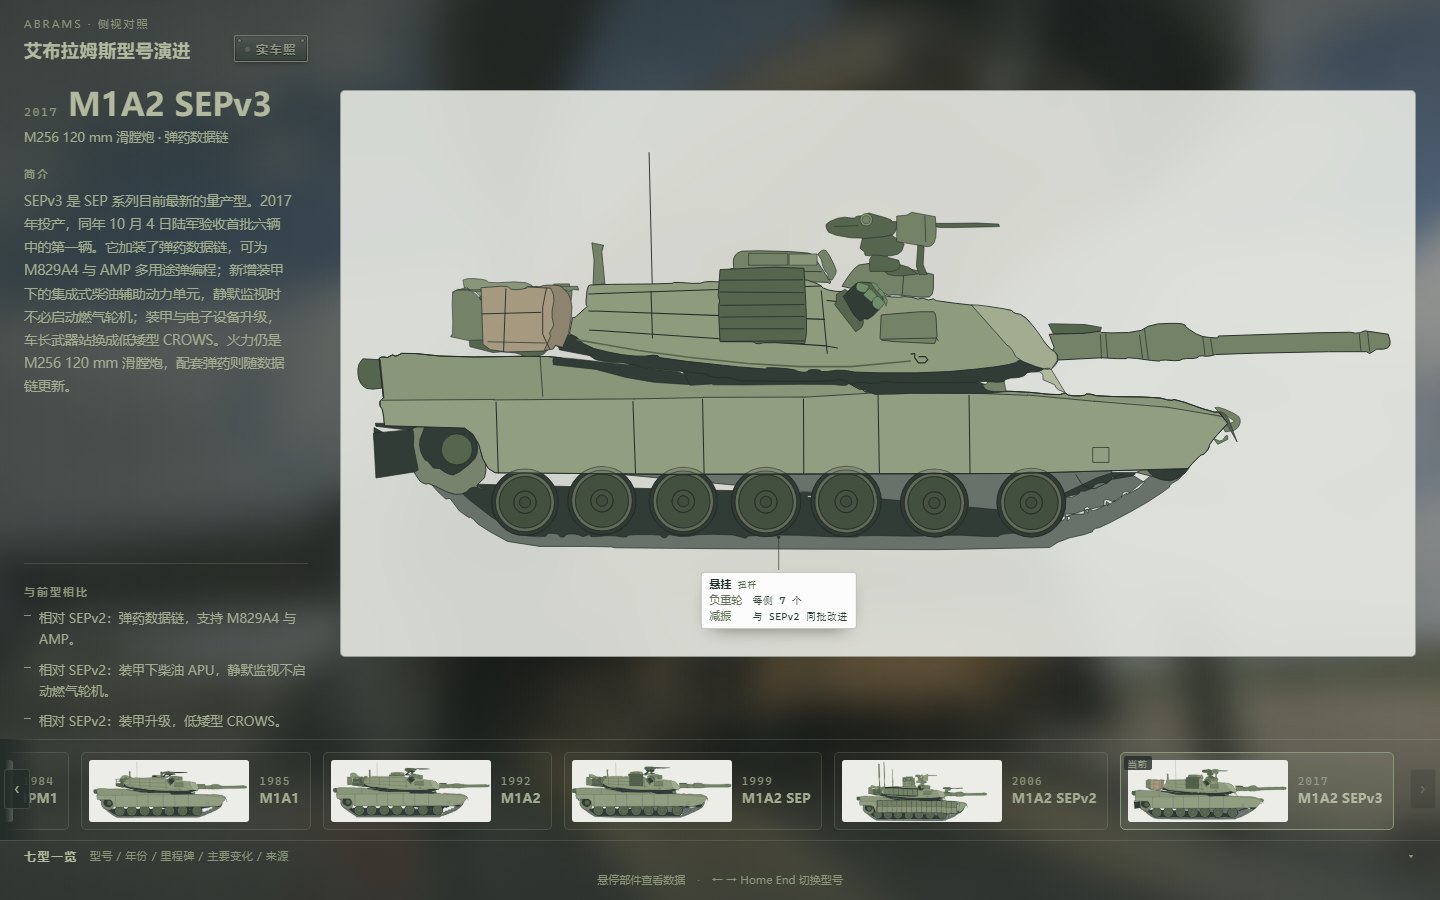 ABRAMS · 侧视对照
艾布拉姆斯型号演进
实车照
2017 M1A2 SEPv3
M256 120 mm 滑膛炮 · 弹药数据链
简介
SEPv3 是 SEP 系列目前最新的量产型。2017
年投产，同年 10 月 4 日陆军验收首批六辆
中的第一辆。它加装了弹药数据链，可为
M829A4 与 AMP 多用途弹编程；新增装甲
下的集成式柴油辅助动力单元，静默监视时
不必启动燃气轮机；装甲与电子设备升级，
车长武器站换成低矮型 CROWS。火力仍是
M256 120 mm 滑膛炮，配套弹药则随数据
链更新。
悬挂 扭杆
负重轮 每侧 7 个
减振 与 SEPv2 同批改进
与前型相比
– 相对 SEPv2：弹药数据链，支持 M829A4 与
AMP。
– 相对 SEPv2：装甲下柴油 APU，静默监视不启
动燃气轮机。
– 相对 SEPv2：装甲升级，低矮型 CROWS。
‹
984
PM1
1985
M1A1
1992
M1A2
1999
M1A2 SEP
2006
M1A2 SEPv2
当前
2017
M1A2 SEPv3
›
七型一览 型号 / 年份 / 里程碑 / 主要变化 / 来源
悬停部件查看数据 · ←→ Home End 切换型号